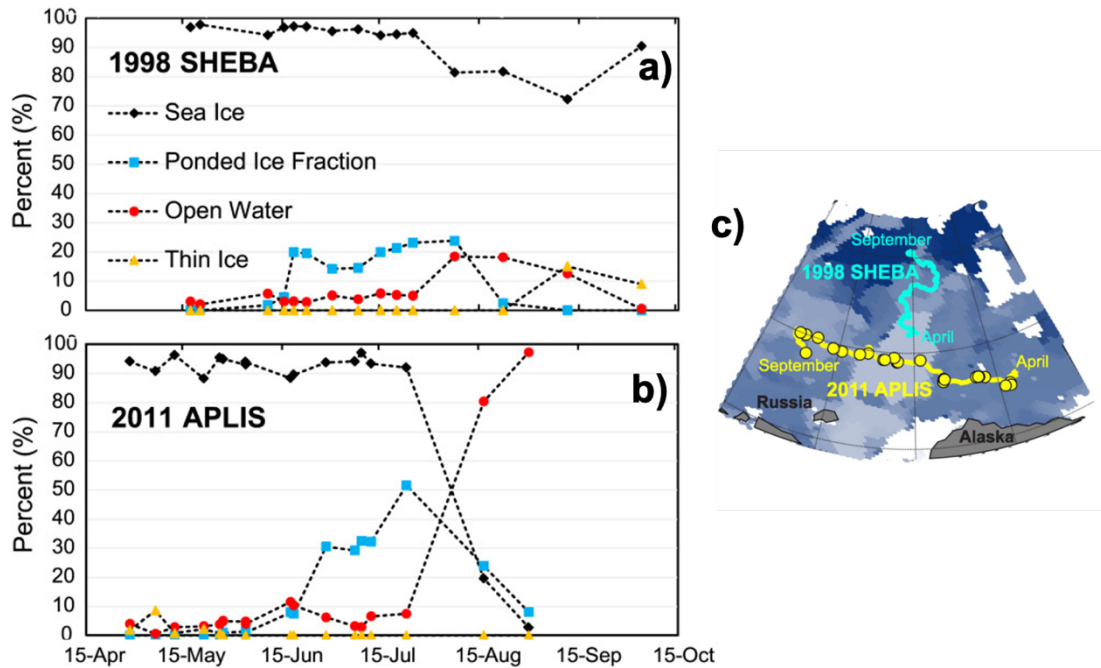 100
90
80
70
60
50
40
30
20
10
0
Percent (%)
1998 SHEBA
a)
Sea Ice
Ponded Ice Fraction
Open Water
Thin Ice
100
90
80
70
60
50
40
30
20
10
0
Percent (%)
2011 APLIS
b)
15-Apr 15-May 15-Jun 15-Jul 15-Aug 15-Sep 15-Oct
c)
September
1998 SHEBA
April
September
April
2011 APLIS
Russia
Alaska